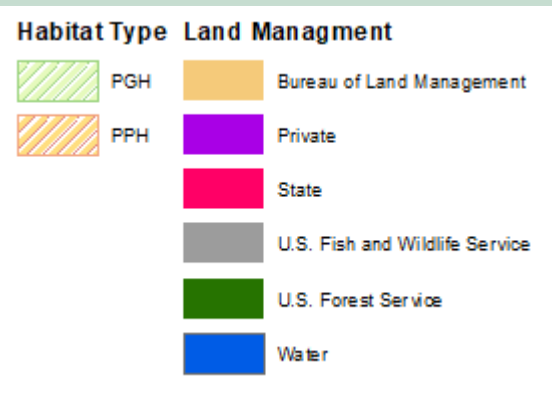 Habitat Type Land Managment
PGH Bureau of Land Management
PPH Private
State
U.S. Fish and Wildlife Service
U.S. Forest Service
Water